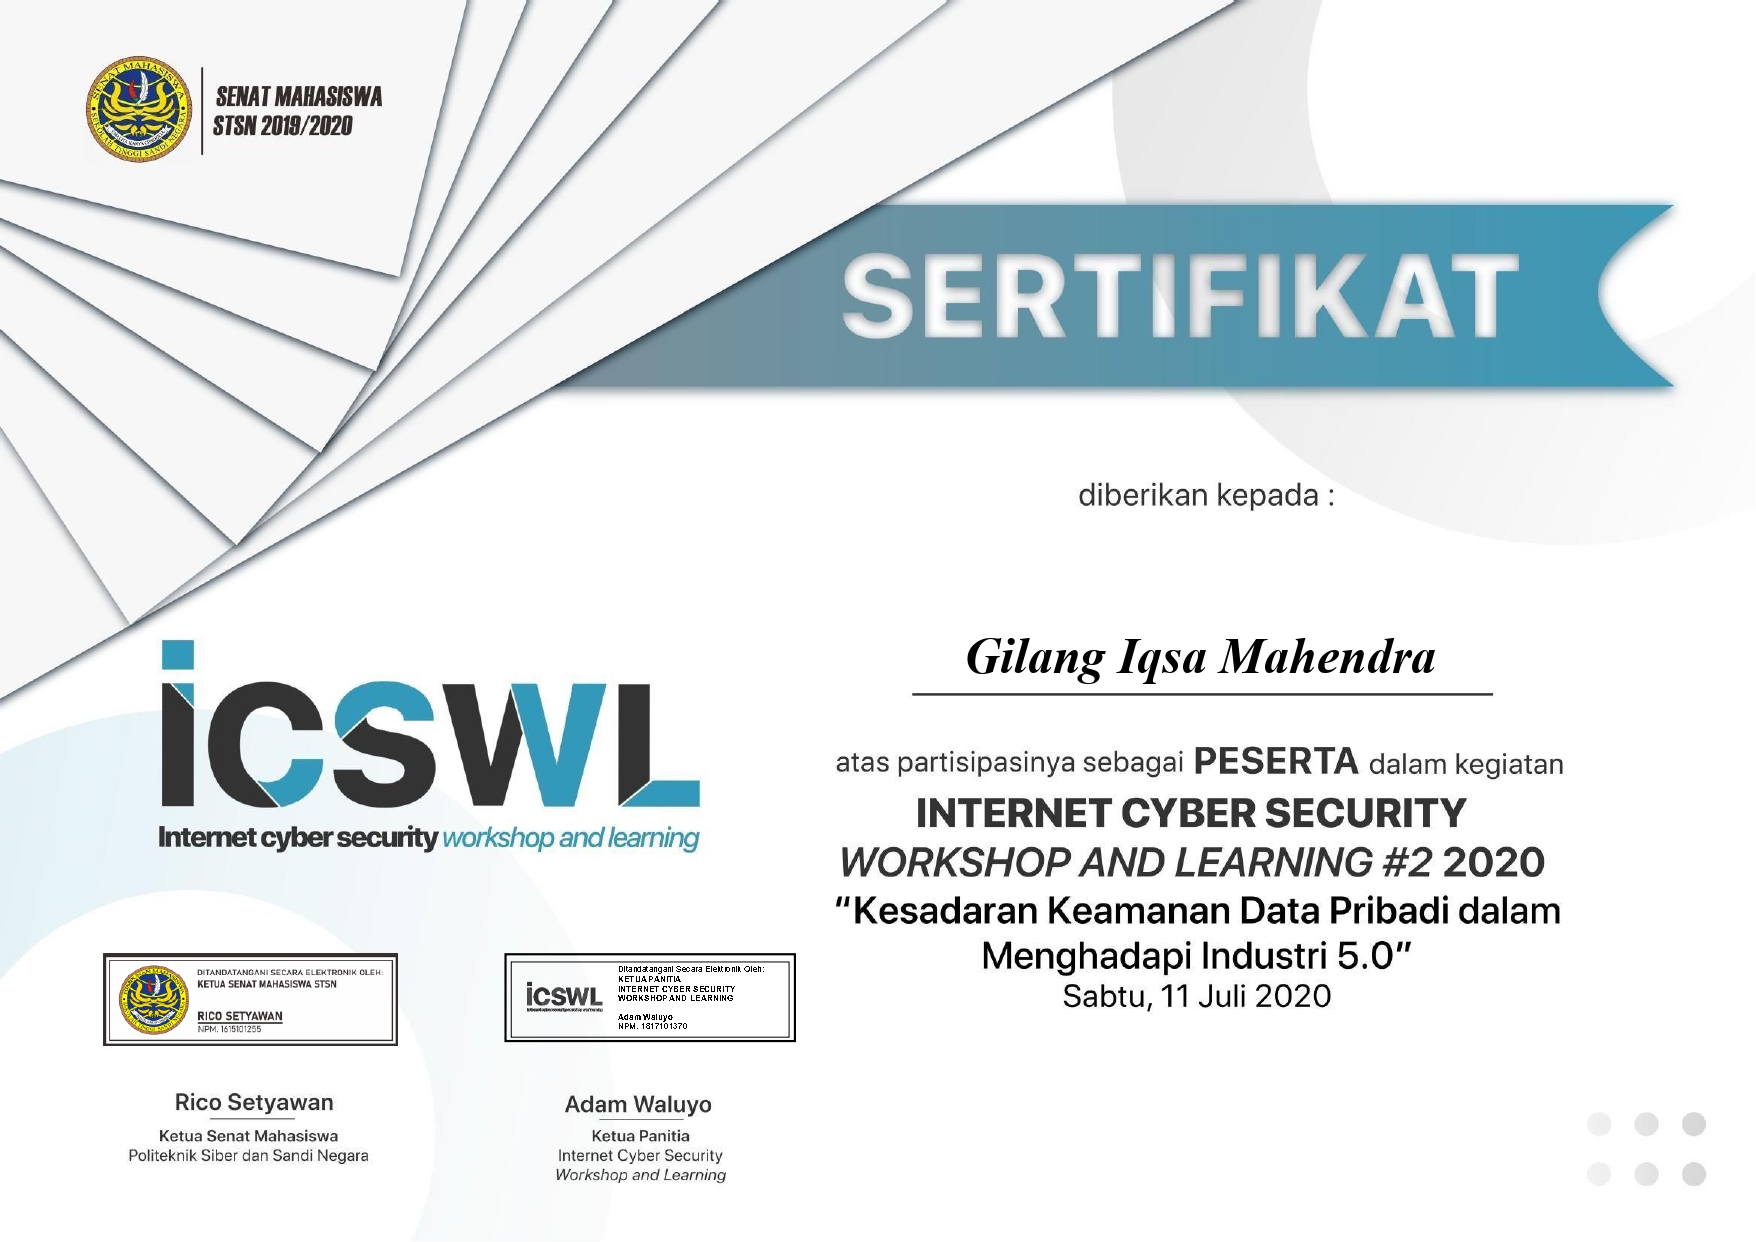 SENAT MAHASISWA
STSN 2019/2020
SERTIFIKAT
diberikan kepada :
Gilang Iqsa Mahendra
atas partisipasinya sebagai PESERTA dalam kegiatan
INTERNET CYBER SECURITY
WORKSHOP AND LEARNING #2 2020
“Kesadaran Keamanan Data Pribadi dalam
Menghadapi Industri 5.0”
Sabtu, 11 Juli 2020
iCSWL
Internet cyber security workshop and learning
DITANDATANGANI SECARA ELEKTRONIK OLEH:
KETUA SENAT MAHASISWA STSN
RICO SETYAWAN
NPM. 1615101255
Rico Setyawan
Ketua Senat Mahasiswa
Politeknik Siber dan Sandi Negara
iCSWL
Ditandatangani Secara Elektronik Oleh:
KETUA PANITIA
INTERNET CYBER SECURITY
WORKSHOP AND LEARNING
Adam Waluyo
NPM. 1817101370
Adam Waluyo
Ketua Panitia
Internet Cyber Security
Workshop and Learning